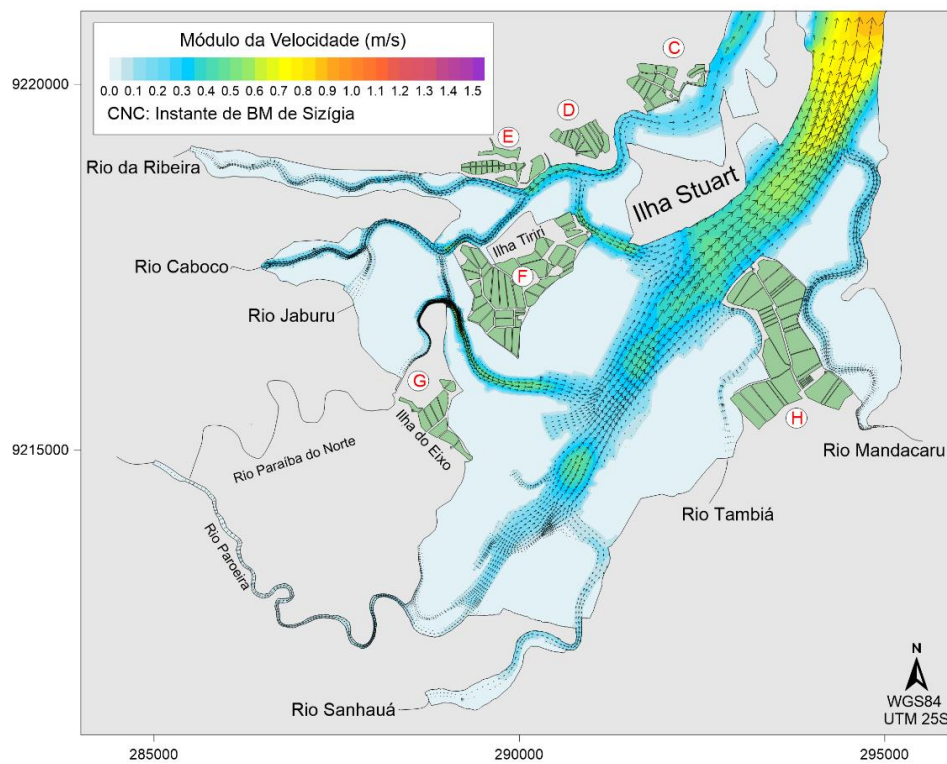 Módulo da Velocidade (m/s)
0.0 0.1 0.2 0.3 0.4 0.5 0.6 0.7 0.8 0.9 1.0 1.1 1.2 1.3 1.4 1.5
CNC: Instante de BM de Sizígia
9220000
9215000
C
D
E
Rio da Ribeira
Ilha Stuart
Ilha Tiriri
Rio Caboco
F
Rio Jaburu
G
Ilha do Eixo
H
Rio Mandacaru
Rio Paraíba do Norte
Rio Tambiá
Rio Paroeira
Rio Sanhauá
N
WGS84
UTM 25S
285000
290000
295000